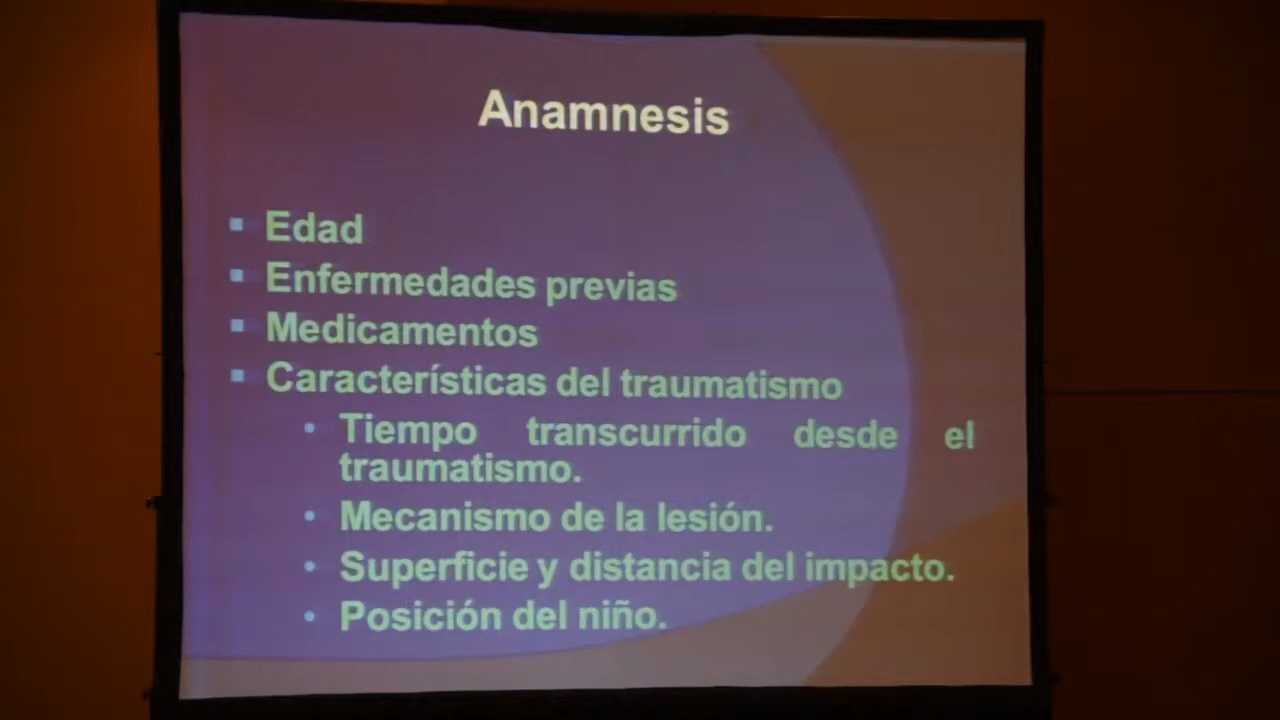 Anamnesis
▪ Edad
▪ Enfermedades previas
▪ Medicamentos
▪ Características del traumatismo
• Tiempo transcurrido desde el
traumatismo.
• Mecanismo de la lesión.
• Superficie y distancia del impacto.
• Posición del niño.